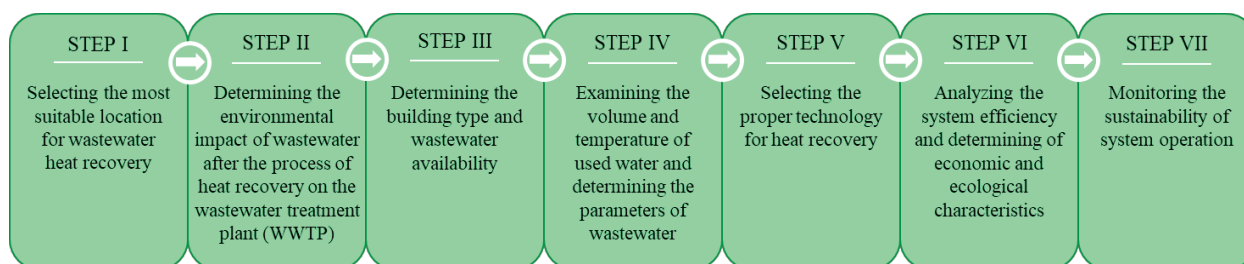 STEP I
Selecting the most
suitable location
for wastewater
heat recovery
STEP II
Determining the
environmental
impact of wastewater
after the process of
heat recovery on the
wastewater treatment
plant (WWTP)
STEP III
Determining the
building type and
wastewater
availability
STEP IV
Examining the
volume and
temperature of
used water and
determining the
parameters of
wastewater
STEP V
Selecting the
proper technology
for heat recovery
STEP VI
Analyzing the
system efficiency
and determining of
economic and
ecological
characteristics
STEP VII
Monitoring the
sustainability of
system operation